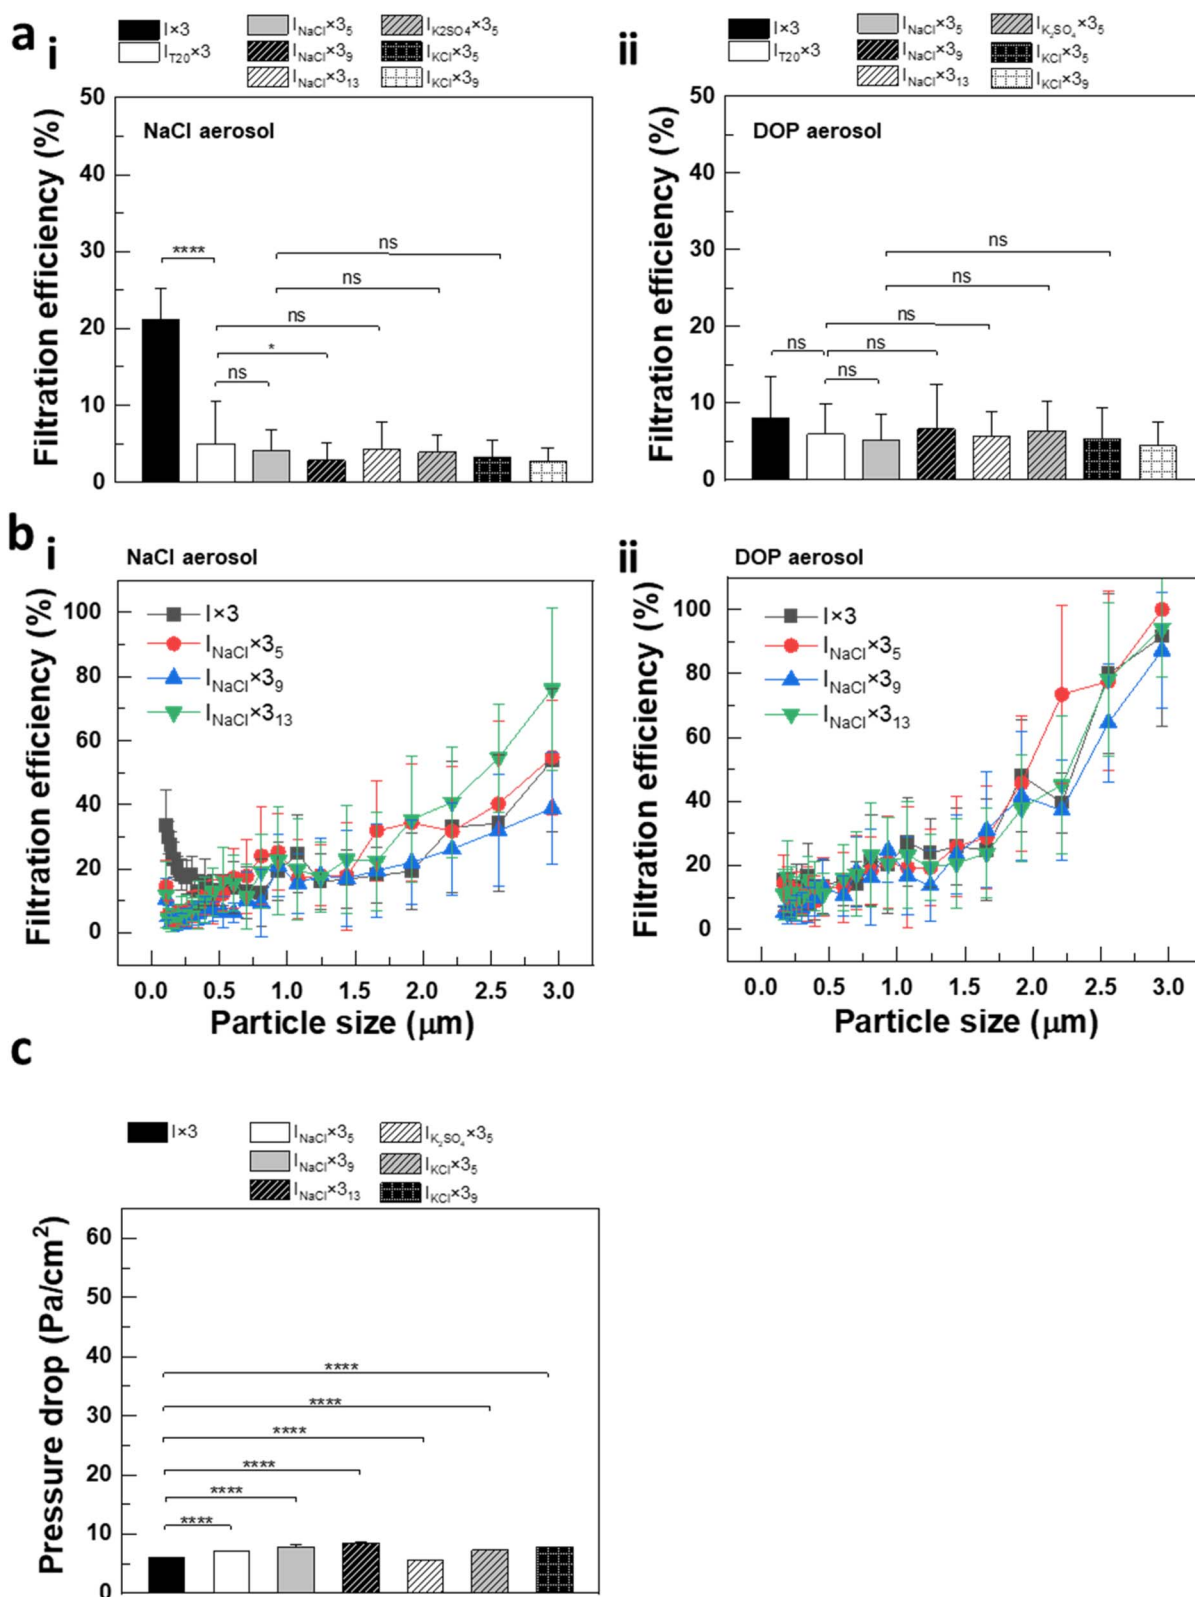 a i
I×3
I_T20×3
I_NaCl×3_5
I_NaCl×3_9
I_NaCl×3_13
I_K2SO4×3_5
I_KCl×3_5
I_KCl×3_9
Filtration efficiency (%)
50
40
30
20
10
0
NaCl aerosol
ns
ns
****
ns
*
ns
ii
I×3
I_T20×3
I_NaCl×3_5
I_NaCl×3_9
I_NaCl×3_13
I_K₂SO₄×3_5
I_KCl×3_5
I_KCl×3_9
Filtration efficiency (%)
50
40
30
20
10
0
DOP aerosol
ns
ns
ns
ns
ns
ns
b i
NaCl aerosol
Filtration efficiency (%)
100
80
60
40
20
0
I×3
I_NaCl×3_5
I_NaCl×3_9
I_NaCl×3_13
0.0 0.5 1.0 1.5 2.0 2.5 3.0
Particle size (μm)
ii
DOP aerosol
Filtration efficiency (%)
100
80
60
40
20
0
I×3
I_NaCl×3_5
I_NaCl×3_9
I_NaCl×3_13
0.0 0.5 1.0 1.5 2.0 2.5 3.0
Particle size (μm)
c
I×3
I_NaCl×3_5
I_NaCl×3_9
I_NaCl×3_13
I_K₂SO₄×3_5
I_KCl×3_5
I_KCl×3_9
Pressure drop (Pa/cm²)
60
50
40
30
20
10
0
****
****
****
****
****
****